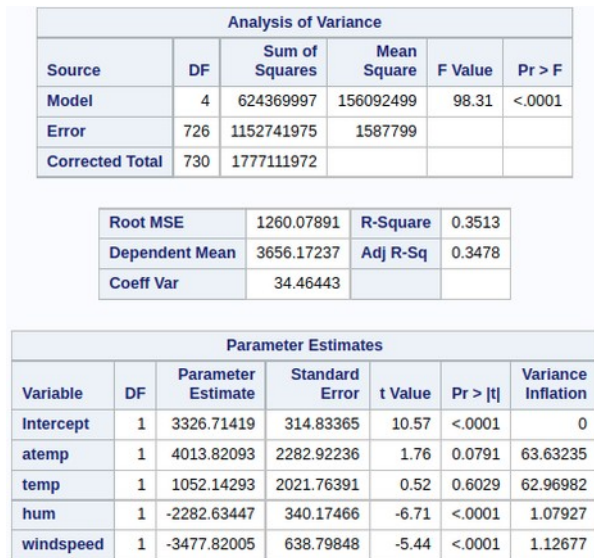 Analysis of Variance
Source DF Sum of Squares Mean Square F Value Pr > F
Model 4 624369997 156092499 98.31 <.0001
Error 726 1152741975 1587799
Corrected Total 730 1777111972
Root MSE 1260.07891 R-Square 0.3513
Dependent Mean 3656.17237 Adj R-Sq 0.3478
Coeff Var 34.46443
Parameter Estimates
Variable DF Parameter Estimate Standard Error t Value Pr > |t| Variance Inflation
Intercept 1 3326.71419 314.83365 10.57 <.0001 0
atemp 1 4013.82093 2282.92236 1.76 0.0791 63.63235
temp 1 1052.14293 2021.76391 0.52 0.6029 62.96982
hum 1 -2282.63447 340.17466 -6.71 <.0001 1.07927
windspeed 1 -3477.82005 638.79848 -5.44 <.0001 1.12677